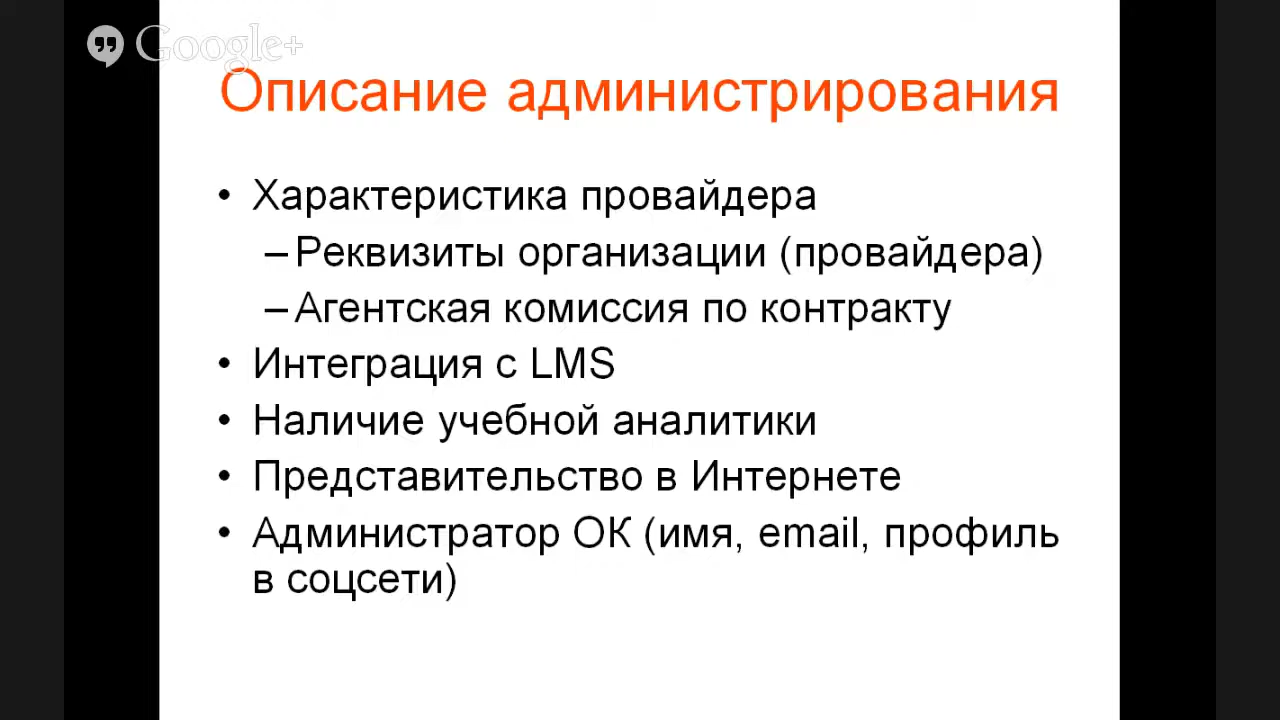 Google+
Описание администрирования
• Характеристика провайдера
– Реквизиты организации (провайдера)
– Агентская комиссия по контракту
• Интеграция с LMS
• Наличие учебной аналитики
• Представительство в Интернете
• Администратор ОК (имя, email, профиль
в соцсети)